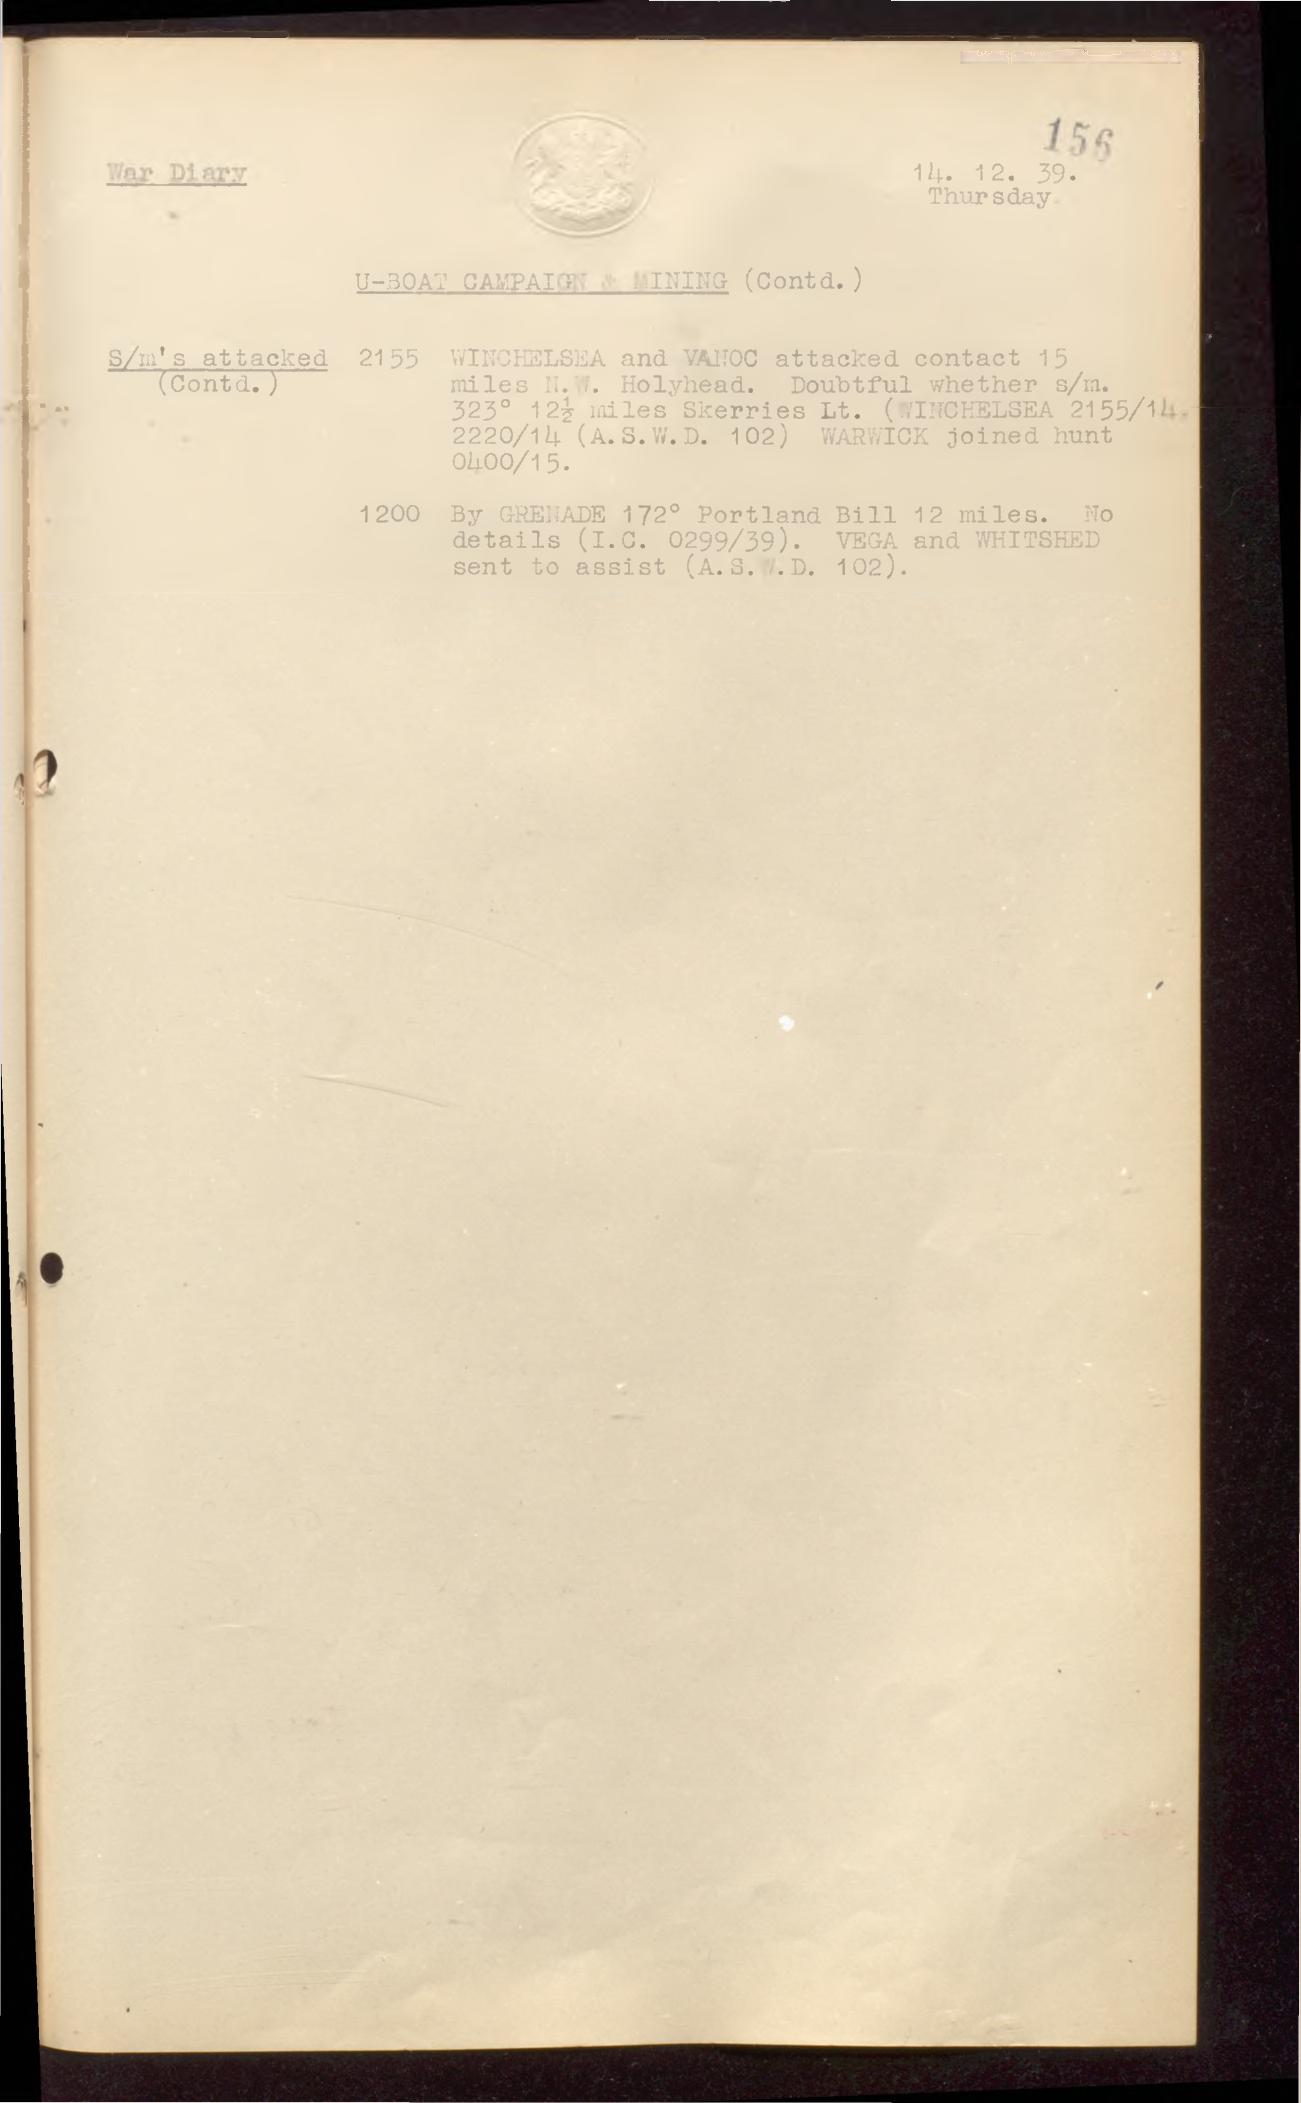 156
War Diary
14. 12. 39.
Thursday.
U-BOAT CAMPAIGN & MINING (Contd.)
S/m's attacked
(Contd.)
2155 WINCHELSEA and VANOC attacked contact 15
miles N.W. Holyhead. Doubtful whether s/m.
323° 12½ miles Skerries Lt. (WINCHELSEA 2155/14.
2220/14 (A.S.W.D. 102) WARWICK joined hunt
0400/15.
1200 By GRENADE 172° Portland Bill 12 miles. No
details (I.C. 0299/39). VEGA and WHITSHED
sent to assist (A.S.W.D. 102).